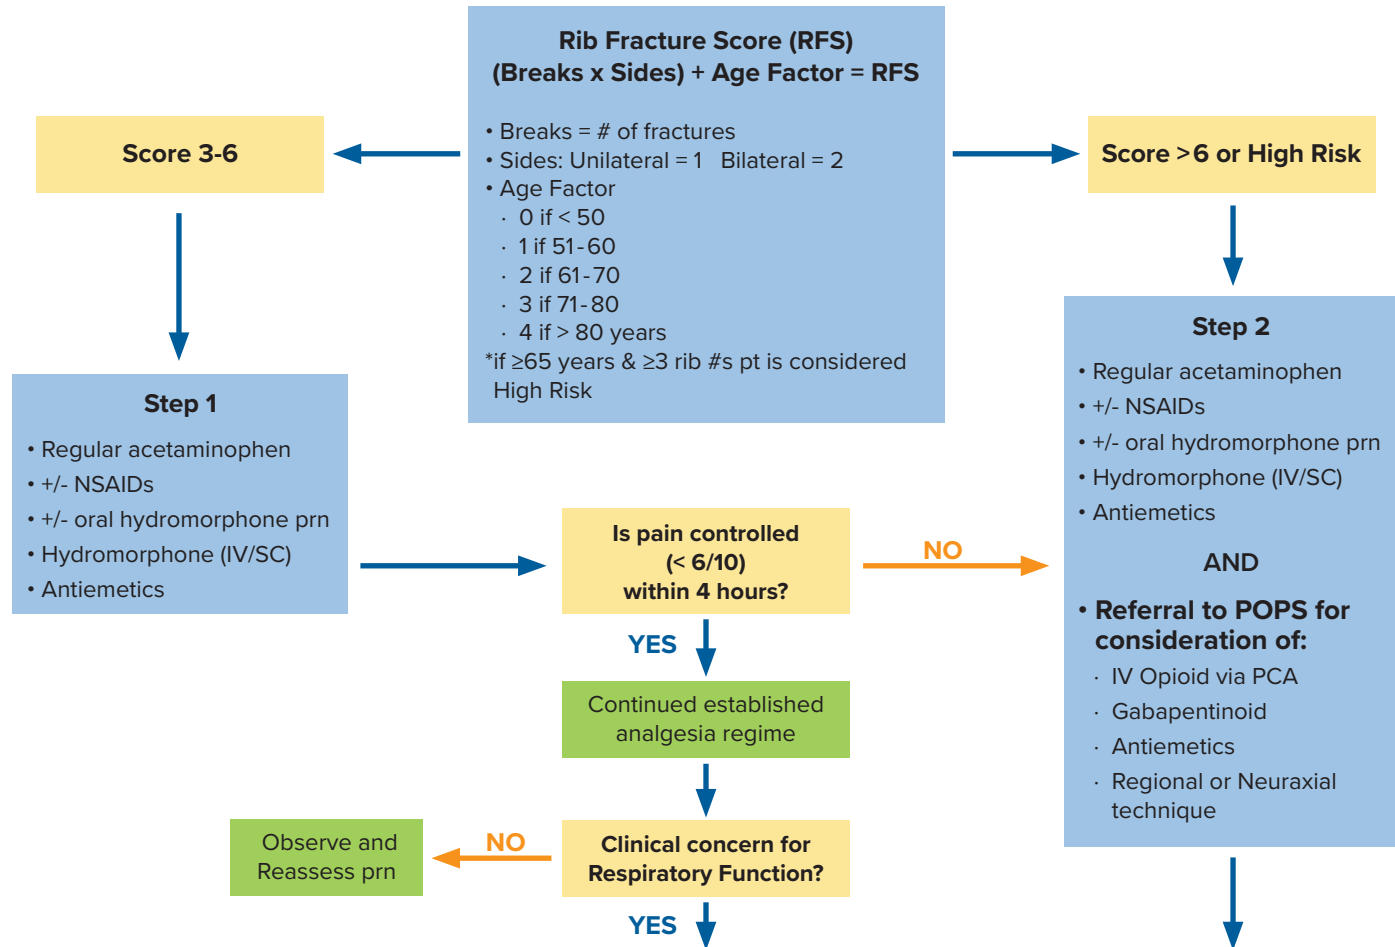 Rib Fracture Score (RFS)
(Breaks x Sides) + Age Factor = RFS
• Breaks = # of fractures
• Sides: Unilateral = 1 Bilateral = 2
• Age Factor
· 0 if < 50
· 1 if 51-60
· 2 if 61-70
· 3 if 71-80
· 4 if > 80 years
*if ≥65 years & ≥3 rib #s pt is considered
High Risk
Score 3-6
Score >6 or High Risk
Step 1
• Regular acetaminophen
• +/- NSAIDs
• +/- oral hydromorphone prn
• Hydromorphone (IV/SC)
• Antiemetics
Is pain controlled
(< 6/10)
within 4 hours?
NO
YES
Step 2
• Regular acetaminophen
• +/- NSAIDs
• +/- oral hydromorphone prn
• Hydromorphone (IV/SC)
• Antiemetics
AND
• Referral to POPS for
consideration of:
· IV Opioid via PCA
· Gabapentinoid
· Antiemetics
· Regional or Neuraxial
technique
Continued established
analgesia regime
Clinical concern for
Respiratory Function?
NO
Observe and
Reassess prn
YES